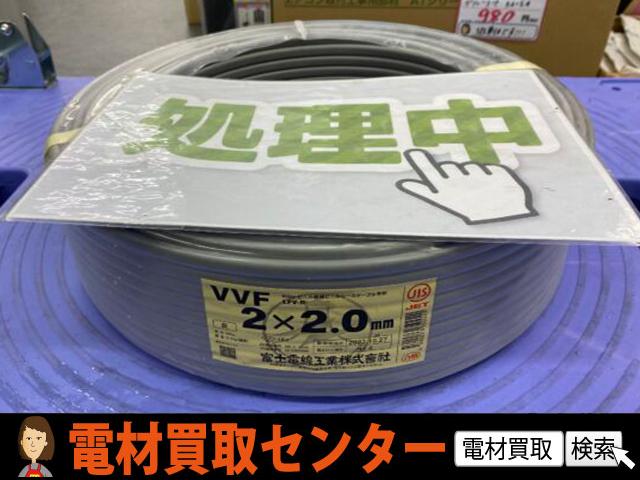 980
処理中
VVF
2×2.0mm
JIS
JET
富士電線工業株式会社
電材買取センター
電材買取 検索